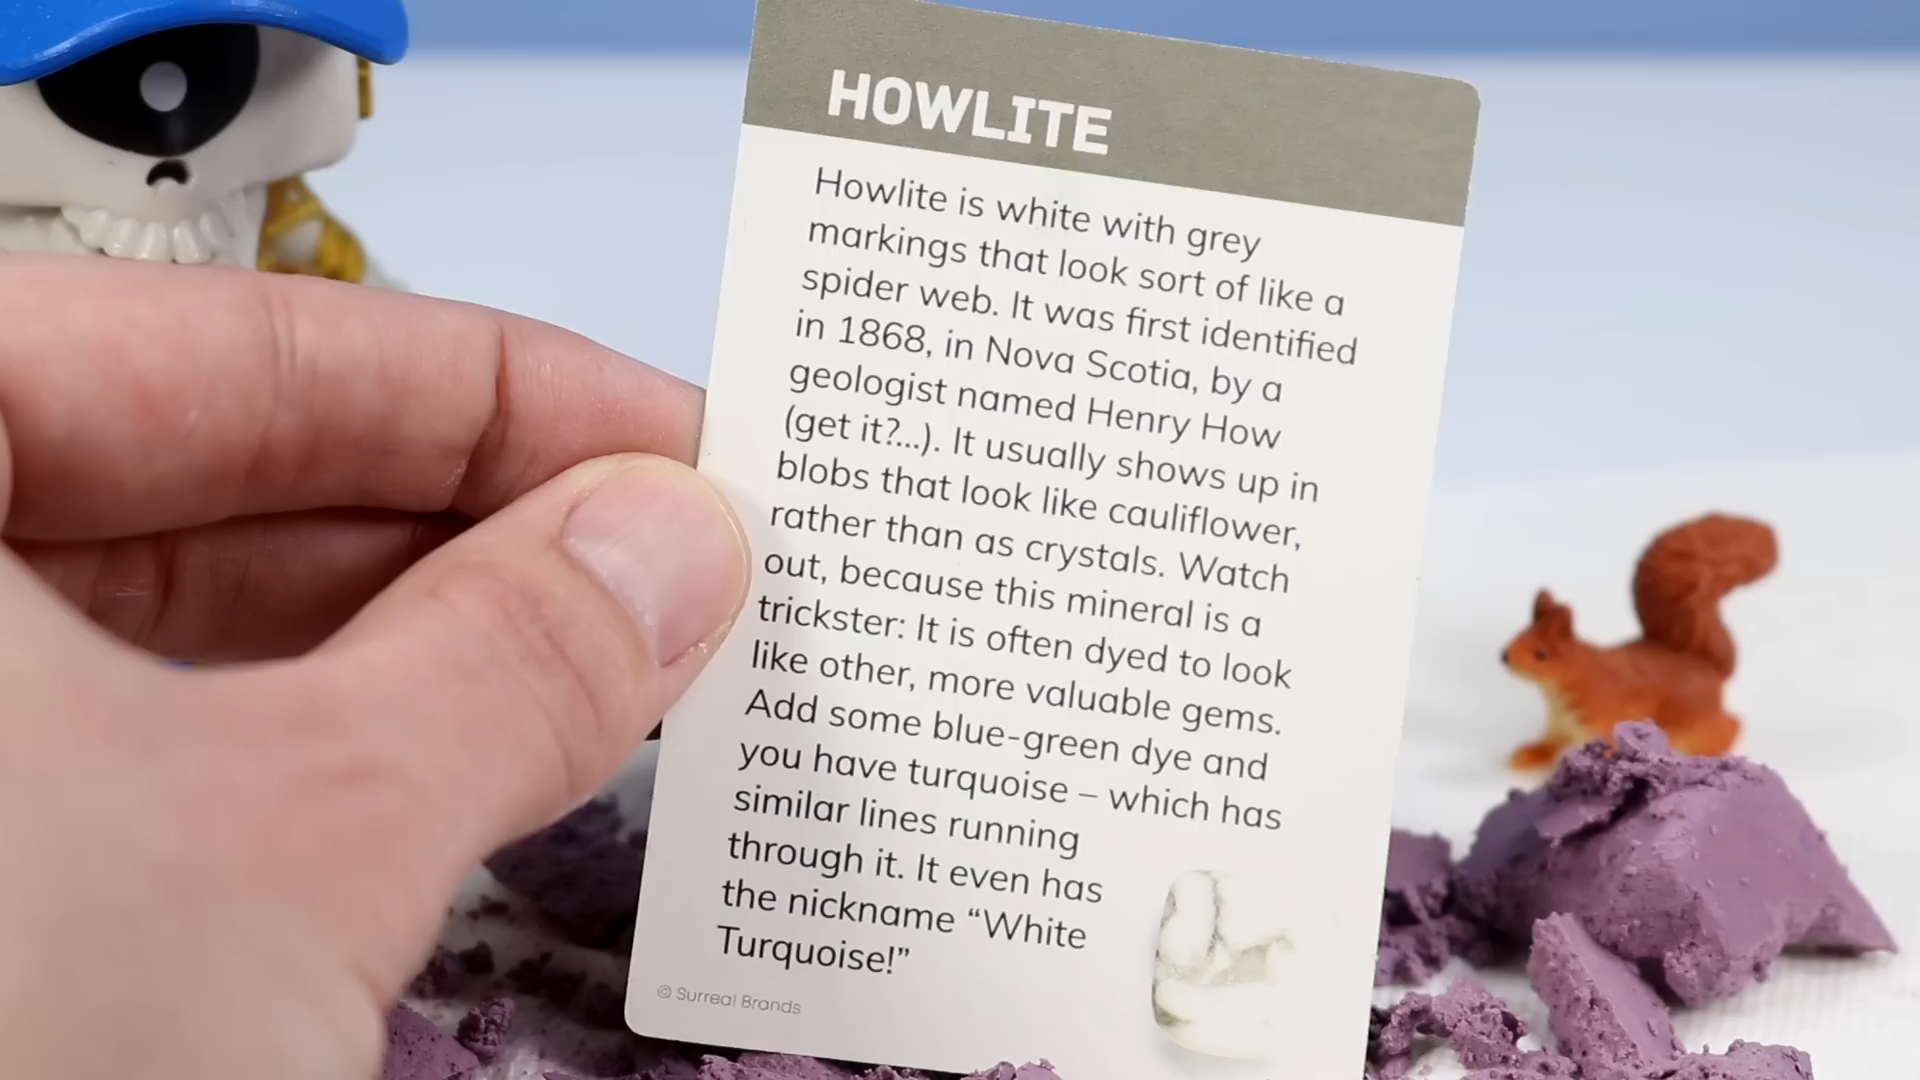 HOWLITE
Howlite is white with grey
markings that look sort of like a
spider web. It was first identified
in 1868, in Nova Scotia, by a
geologist named Henry How
(get it?...). It usually shows up in
blobs that look like cauliflower,
rather than as crystals. Watch
out, because this mineral is a
trickster: It is often dyed to look
like other, more valuable gems.
Add some blue-green dye and
you have turquoise – which has
similar lines running
through it. It even has
the nickname “White
Turquoise!”
© Surreal Brands